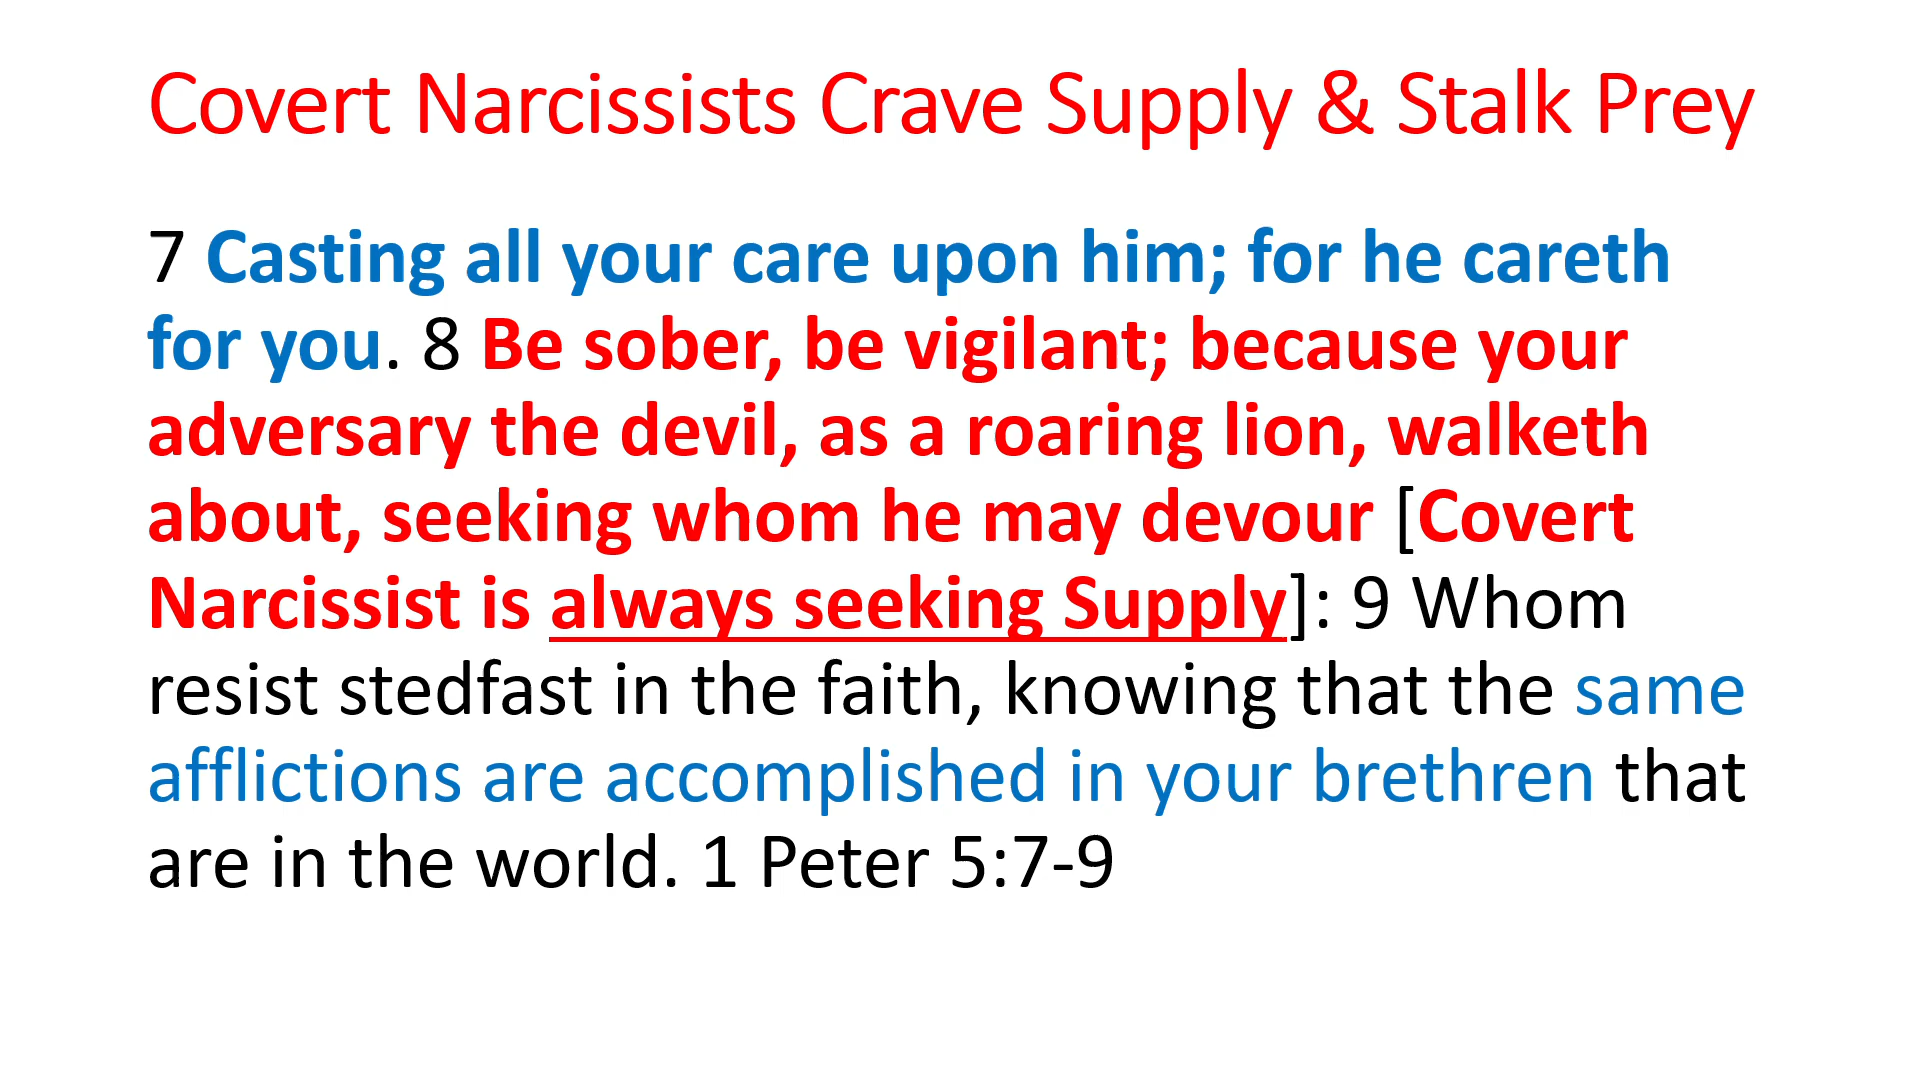 Covert Narcissists Crave Supply & Stalk Prey
7 Casting all your care upon him; for he careth
for you. 8 Be sober, be vigilant; because your
adversary the devil, as a roaring lion, walketh
about, seeking whom he may devour [Covert
Narcissist is always seeking Supply]: 9 Whom
resist stedfast in the faith, knowing that the same
afflictions are accomplished in your brethren that
are in the world. 1 Peter 5:7-9